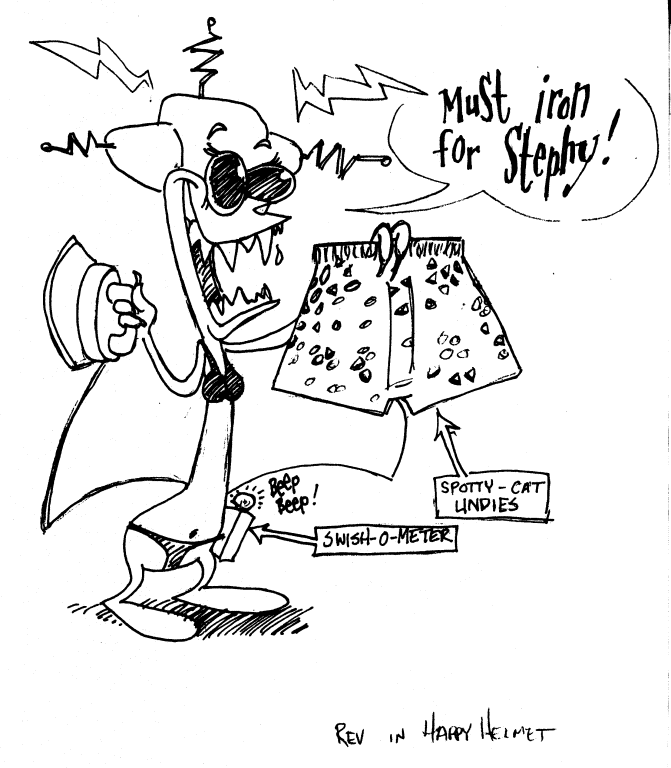 Must iron
for Stephy!
Beep
Beep!
SPOTTY-CAT
UNDIES
SWISH-O-METER
REV IN HAPPY HELMET